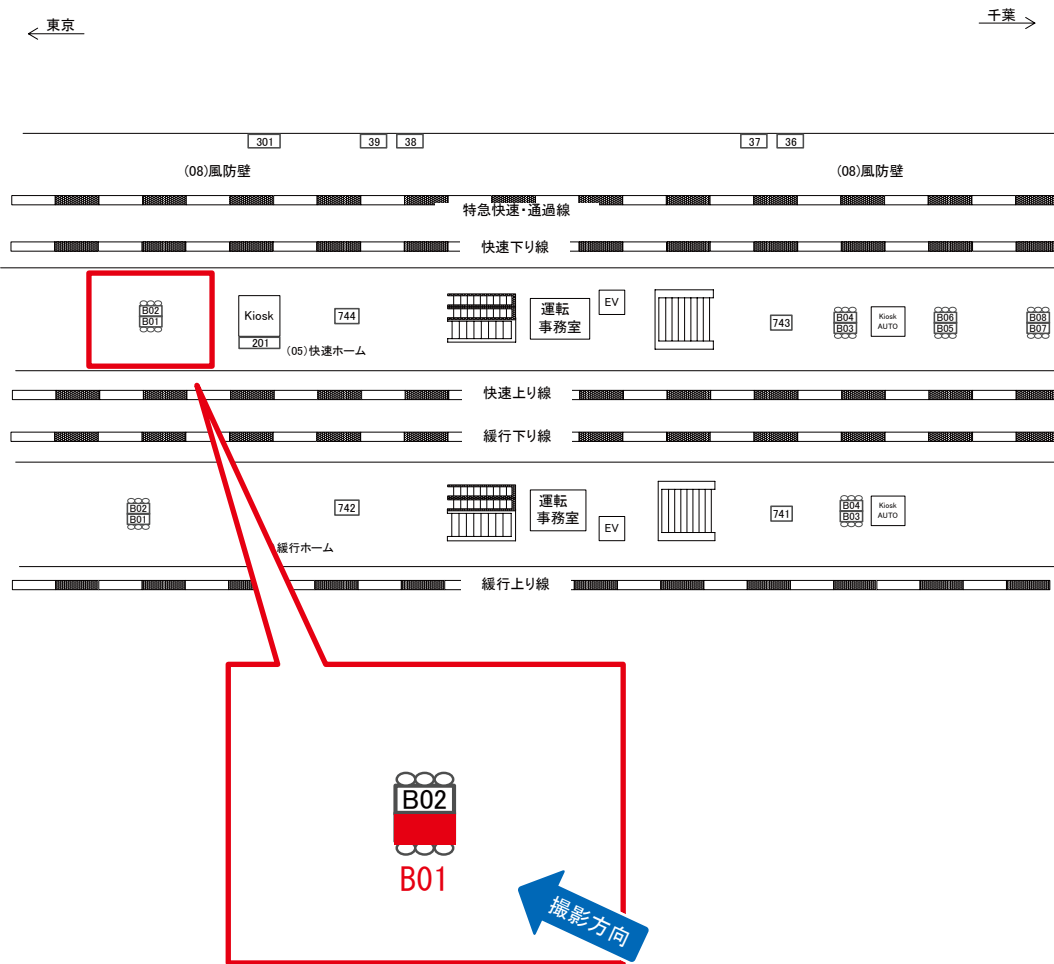 東京
千葉
301
39
38
37
36
(08)風防壁
(08)風防壁
特急快速・通過線
快速下り線
B02
B01
Kiosk
201
744
(05)快速ホーム
運転
事務室
EV
743
B04
B03
Kiosk
AUTO
B06
B05
B08
B07
快速上り線
緩行下り線
B02
B01
742
緩行ホーム
運転
事務室
EV
741
B04
B03
Kiosk
AUTO
緩行上り線
B02
B01
撮影方向